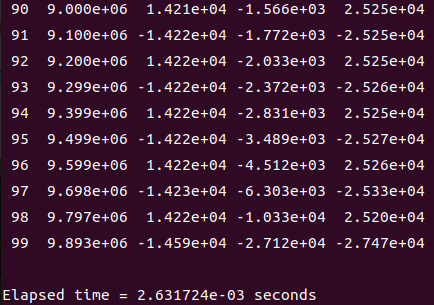 90 9.000e+06 1.421e+04 -1.566e+03 2.525e+04
91 9.100e+06 -1.422e+04 -1.772e+03 -2.525e+04
92 9.200e+06 1.422e+04 -2.033e+03 2.525e+04
93 9.299e+06 -1.422e+04 -2.372e+03 -2.526e+04
94 9.399e+06 1.422e+04 -2.831e+03 2.525e+04
95 9.499e+06 -1.422e+04 -3.489e+03 -2.527e+04
96 9.599e+06 1.422e+04 -4.512e+03 2.526e+04
97 9.698e+06 -1.423e+04 -6.303e+03 -2.533e+04
98 9.797e+06 1.422e+04 -1.033e+04 2.520e+04
99 9.893e+06 -1.459e+04 -2.712e+04 -2.747e+04
Elapsed time = 2.631724e-03 seconds